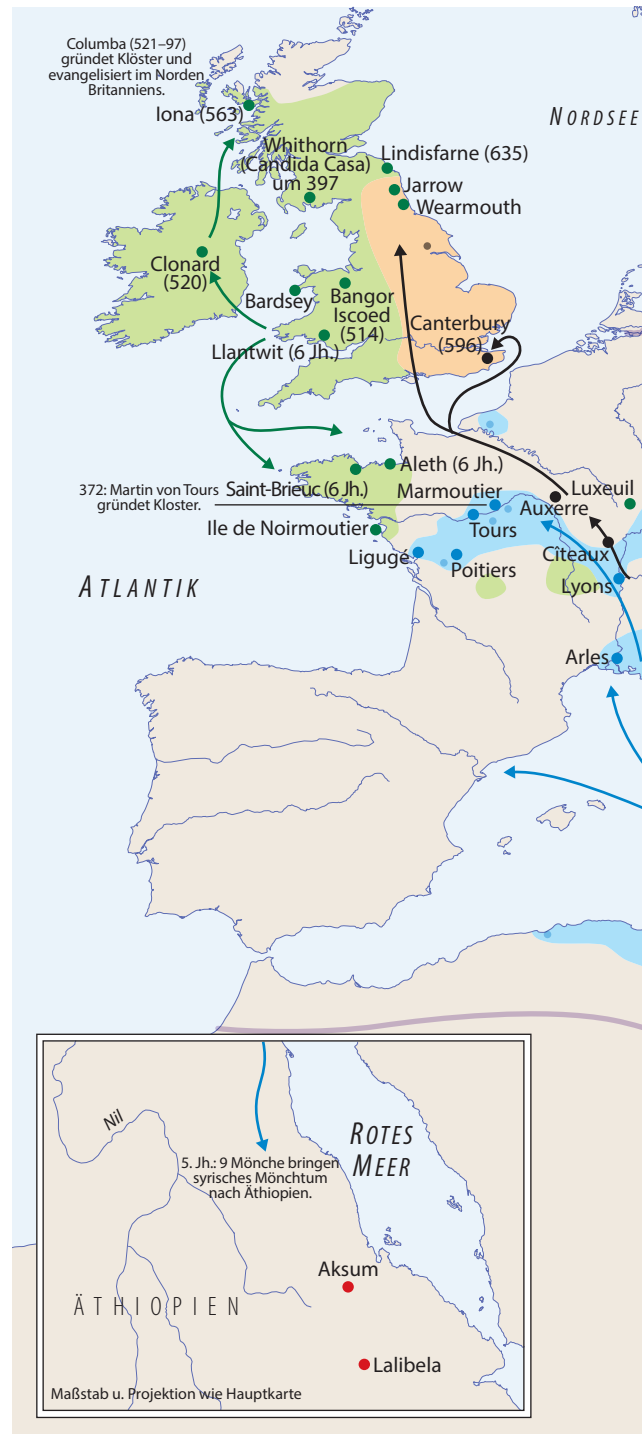 Columba (521–97)
gründet Klöster und
evangelisiert im Norden
Britanniens.
Iona (563)
NORDSEE
Whithorn
(Candida Casa)
um 397
Lindisfarne (635)
Jarrow
Wearmouth
Clonard
(520)
Bardsey
Bangor
Iscoed
(514)
Canterbury
(596)
Llantwit (6 Jh.)
Aleth (6 Jh.)
372: Martin von Tours
gründet Kloster.
Saint-Brieuc (6 Jh.)
Marmoutier
Luxeuil
Auxerre
Ile de Noirmoutier
Tours
Ligugé
Poitiers
Cîteaux
Lyons
ATLANTIK
Arles
Nil
ROTES
MEER
5. Jh.: 9 Mönche bringen
syrisches Mönchtum
nach Äthiopien.
Aksum
ÄTHIOPIEN
Lalibela
Maßstab u. Projektion wie Hauptkarte